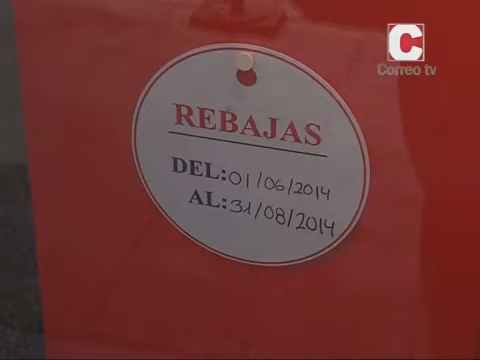 C
Correo tv
REBAJAS
DEL: 01/06/2014
AL: 31/08/2014